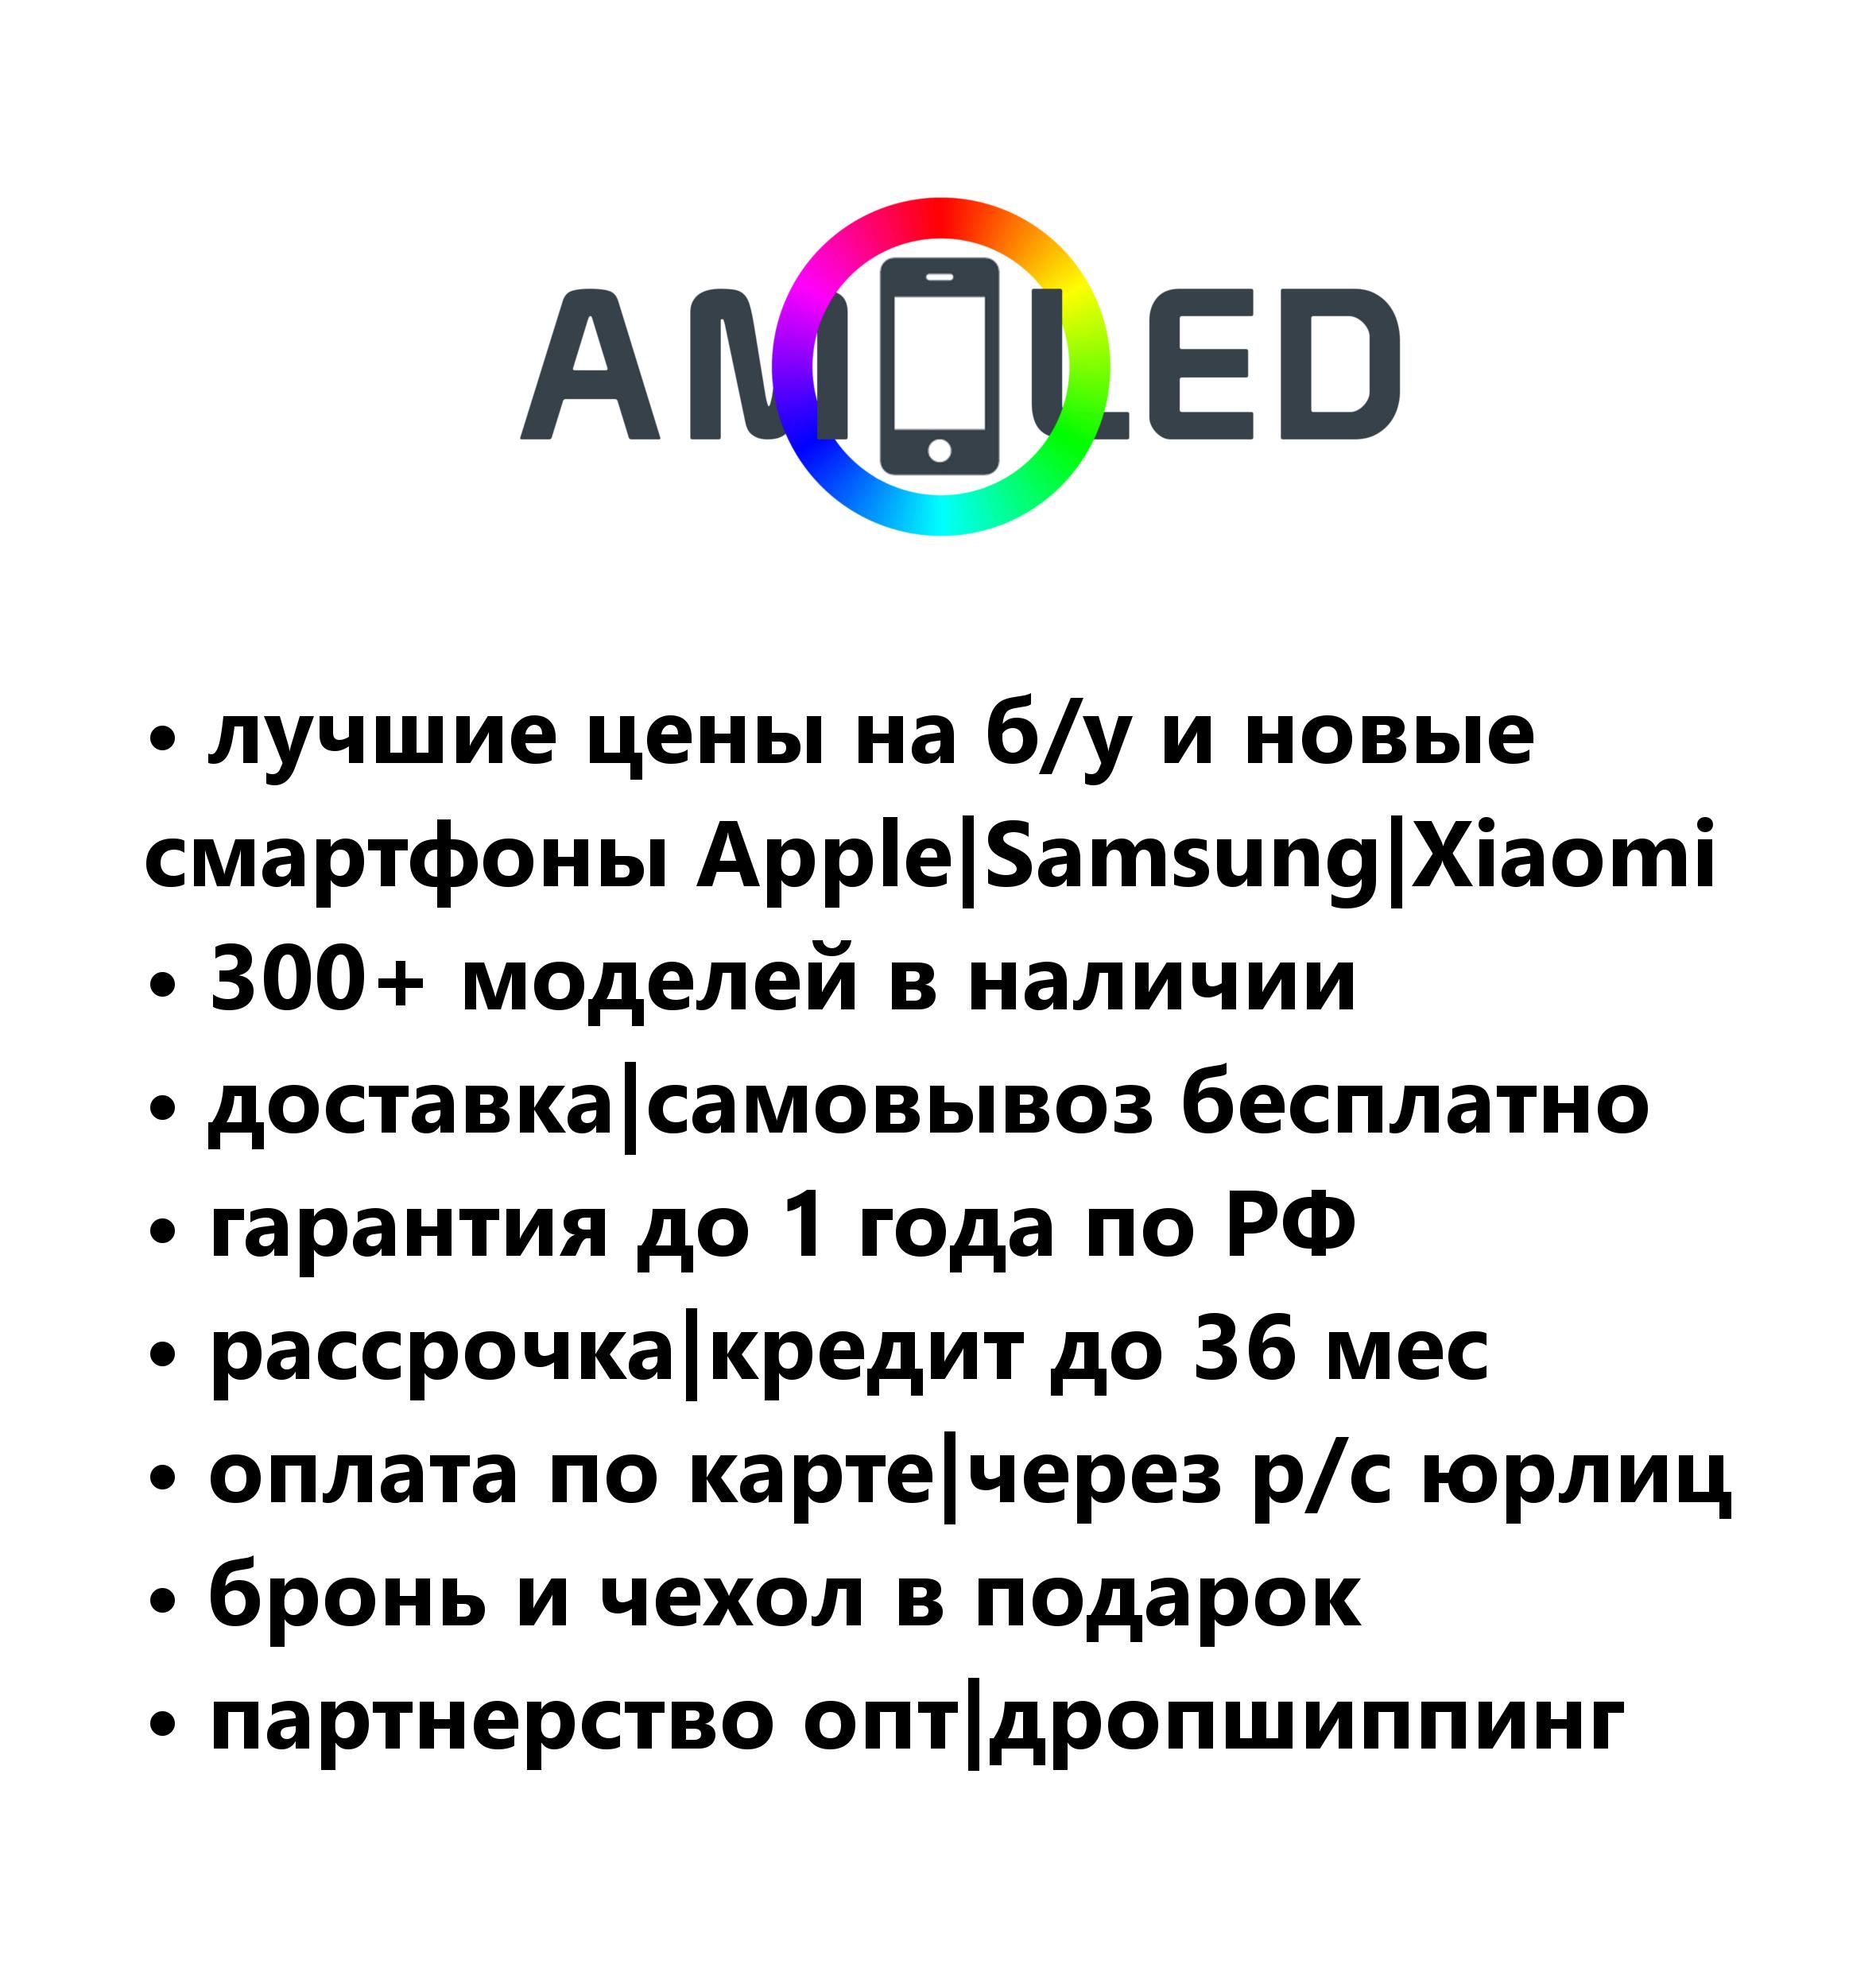 AMOLED
• лучшие цены на б/у и новые
смартфоны Apple|Samsung|Xiaomi
• 300+ моделей в наличии
• доставка|самовывоз бесплатно
• гарантия до 1 года по РФ
• рассрочка|кредит до 36 мес
• оплата по карте|через р/с юрлиц
• бронь и чехол в подарок
• партнерство опт|дропшиппинг